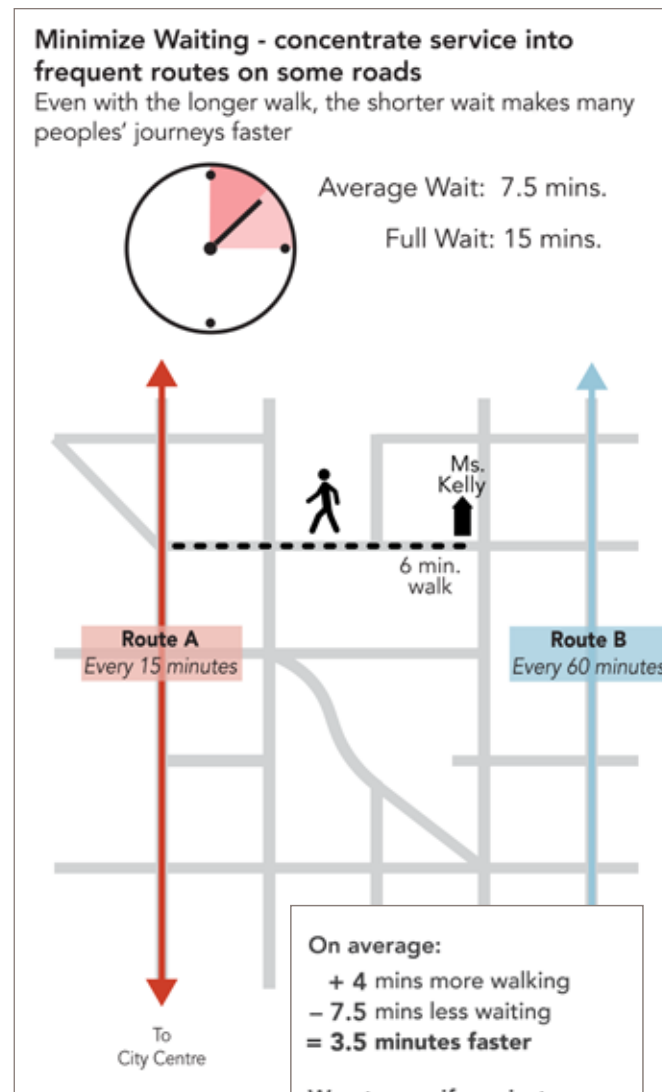 Minimize Waiting - concentrate service into
frequent routes on some roads
Even with the longer walk, the shorter wait makes many
peoples' journeys faster
Average Wait: 7.5 mins.
Full Wait: 15 mins.
Ms.
Kelly
6 min.
walk
Route A
Every 15 minutes
Route B
Every 60 minutes
On average:
+ 4 mins more walking
– 7.5 mins less waiting
= 3.5 minutes faster
To
City Centre